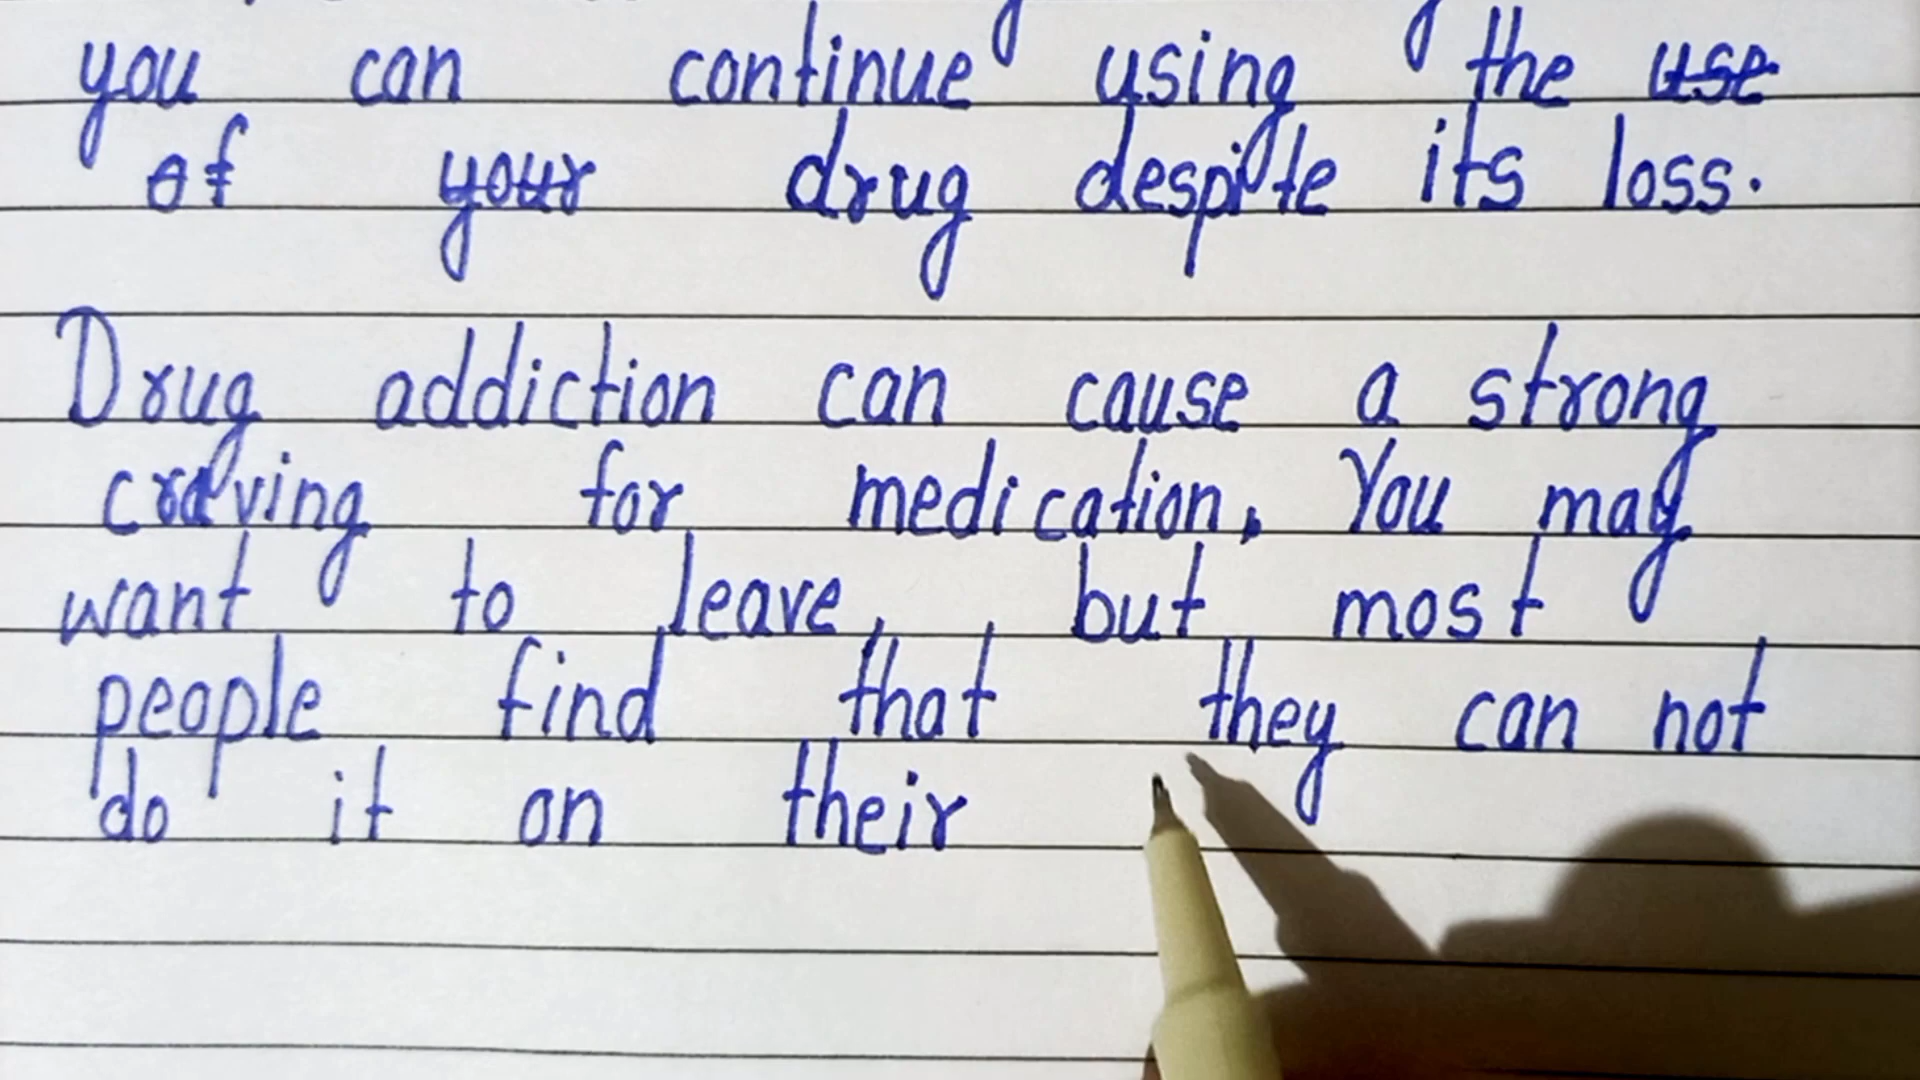 you can continue using the use
of your drug despite its loss.
Drug addiction can cause a strong
craving for medication. You may
want to leave, but most
people find that they can not
do it on their